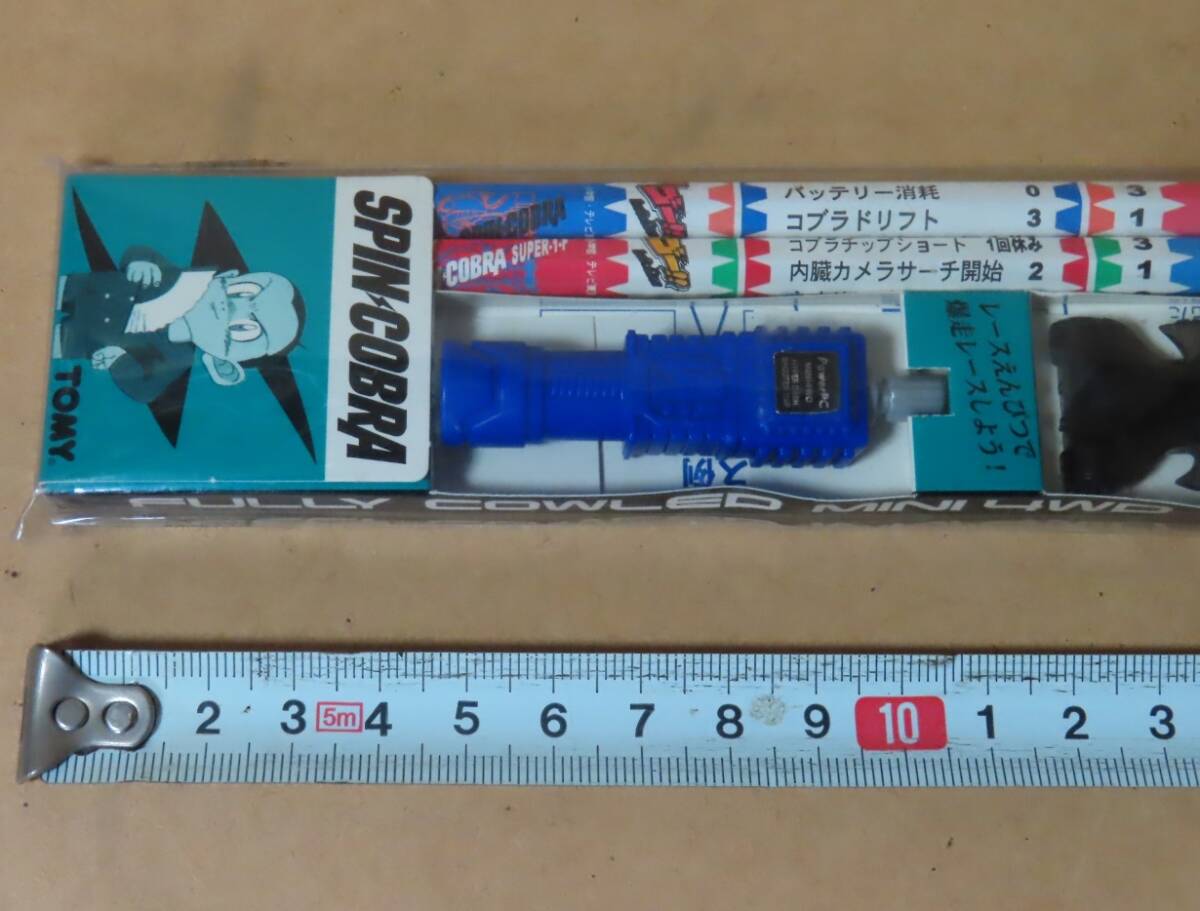 SPIN COBRA
TOMY
バッテリー消耗 0 3
コブラドリフト 3 1
COBRA SUPER-1-P
コブラチップショート 1回休み 3
内臓カメラサーチ開始 2 1
レースえんぴつで
爆走レースしよう!
ス例
FULLY COWLED MINI 4WD
2 3 5m 4 5 6 7 8 9 10 1 2 3